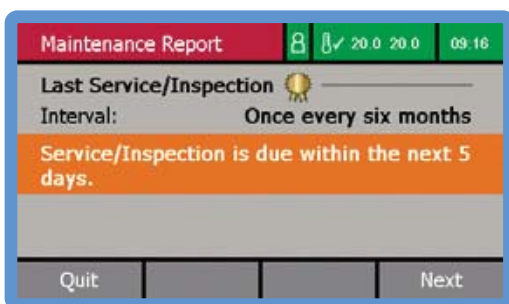 Maintenance Report 8 20.0 20.0 09:16
Last Service/Inspection
Interval: Once every six months
Service/Inspection is due within the next 5
days.
Quit Next